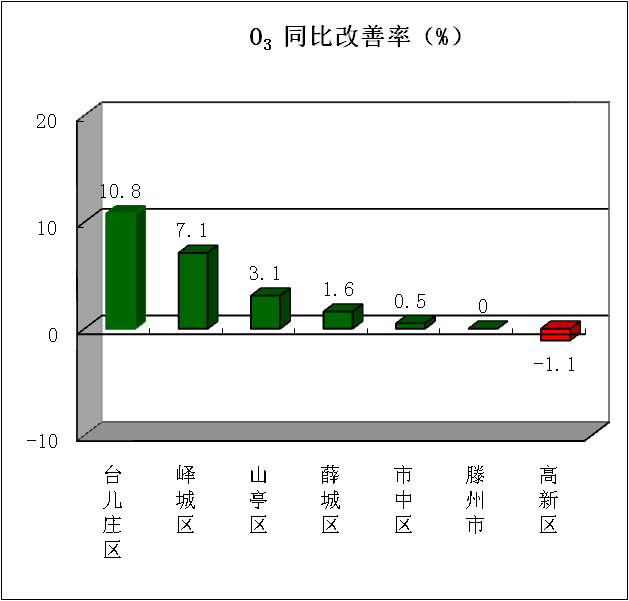 O₃ 同比改善率（%）
20
10
0
-10
10.8
7.1
3.1
1.6
0.5
0
-1.1
台儿庄区
峄城区
山亭区
薛城区
市中区
滕州市
高新区